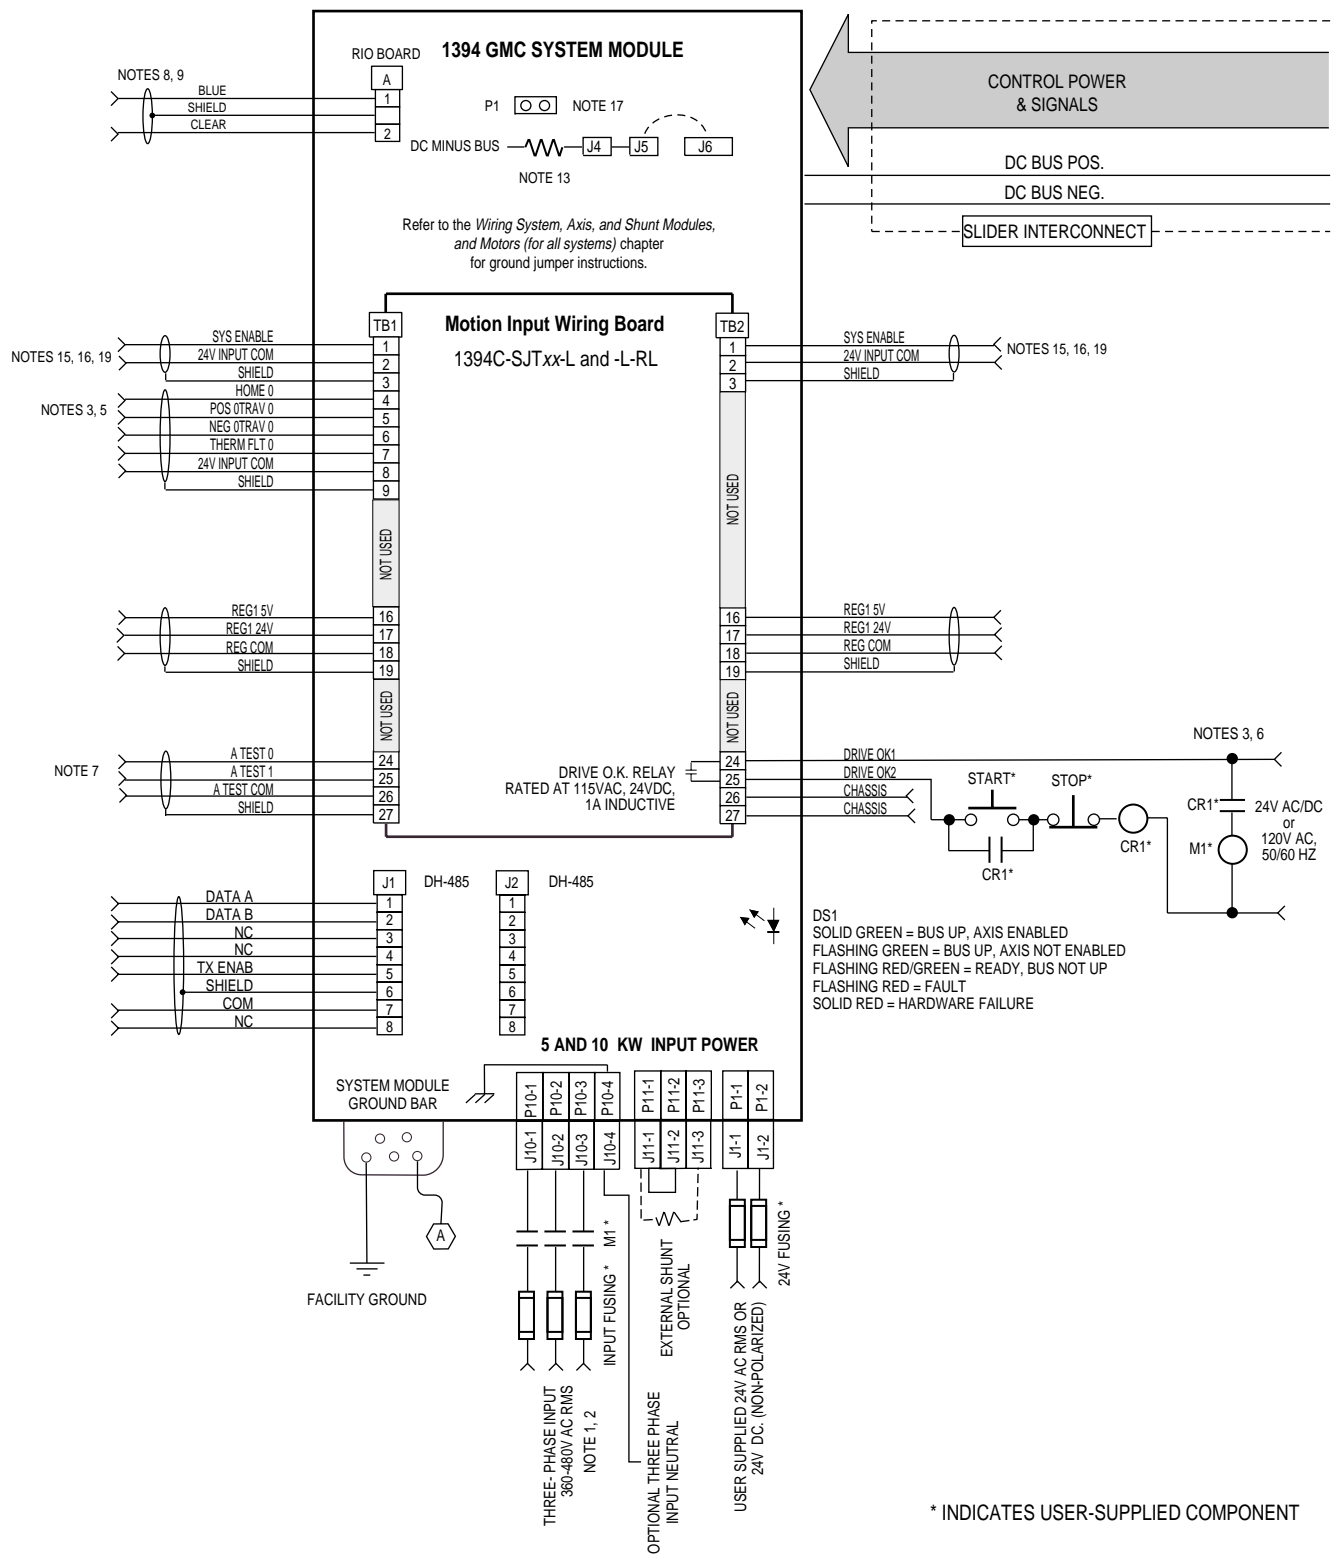 1394 GMC SYSTEM MODULE
RIO BOARD
A
1
2
NOTES 8, 9
BLUE
SHIELD
CLEAR
P1
NOTE 17
DC MINUS BUS
J4
J5
J6
NOTE 13
CONTROL POWER
& SIGNALS
DC BUS POS.
DC BUS NEG.
SLIDER INTERCONNECT
Refer to the Wiring System, Axis, and Shunt Modules,
and Motors (for all systems) chapter
for ground jumper instructions.
Motion Input Wiring Board
1394C-SJTxx-L and -L-RL
NOTES 15, 16, 19
NOTES 3, 5
SYS ENABLE
24V INPUT COM
SHIELD
HOME 0
POS 0TRAV 0
NEG 0TRAV 0
THERM FLT 0
24V INPUT COM
SHIELD
TB1
1
2
3
4
5
6
7
8
9
NOT USED
REG1 5V
REG1 24V
REG COM
SHIELD
16
17
18
19
NOT USED
NOTE 7
A TEST 0
A TEST 1
A TEST COM
SHIELD
24
25
26
27
TB2
1
2
3
SYS ENABLE
24V INPUT COM
SHIELD
NOTES 15, 16, 19
NOT USED
16
17
18
19
REG1 5V
REG1 24V
REG COM
SHIELD
NOT USED
24
25
26
27
DRIVE O.K. RELAY
RATED AT 115VAC, 24VDC,
1A INDUCTIVE
DRIVE OK1
DRIVE OK2
CHASSIS
CHASSIS
START*
STOP*
CR1*
CR1*
NOTES 3, 6
CR1*
M1*
24V AC/DC
or
120V AC,
50/60 HZ
DATA A
DATA B
NC
NC
TX ENAB
SHIELD
COM
NC
J1
DH-485
1
2
3
4
5
6
7
8
J2
DH-485
1
2
3
4
5
6
7
8
DS1
SOLID GREEN = BUS UP, AXIS ENABLED
FLASHING GREEN = BUS UP, AXIS NOT ENABLED
FLASHING RED/GREEN = READY, BUS NOT UP
FLASHING RED = FAULT
SOLID RED = HARDWARE FAILURE
5 AND 10 KW INPUT POWER
SYSTEM MODULE
GROUND BAR
P10-1
P10-2
P10-3
P10-4
P11-1
P11-2
P11-3
P1-1
P1-2
J10-1
J10-2
J10-3
J10-4
J11-1
J11-2
J11-3
J1-1
J1-2
A
FACILITY GROUND
M1 *
INPUT FUSING *
THREE- PHASE INPUT
360-480V AC RMS
NOTE 1, 2
OPTIONAL THREE PHASE
INPUT NEUTRAL
EXTERNAL SHUNT
OPTIONAL
24V FUSING *
USER SUPPLIED 24V AC RMS OR
24V DC. (NON-POLARIZED)
* INDICATES USER-SUPPLIED COMPONENT